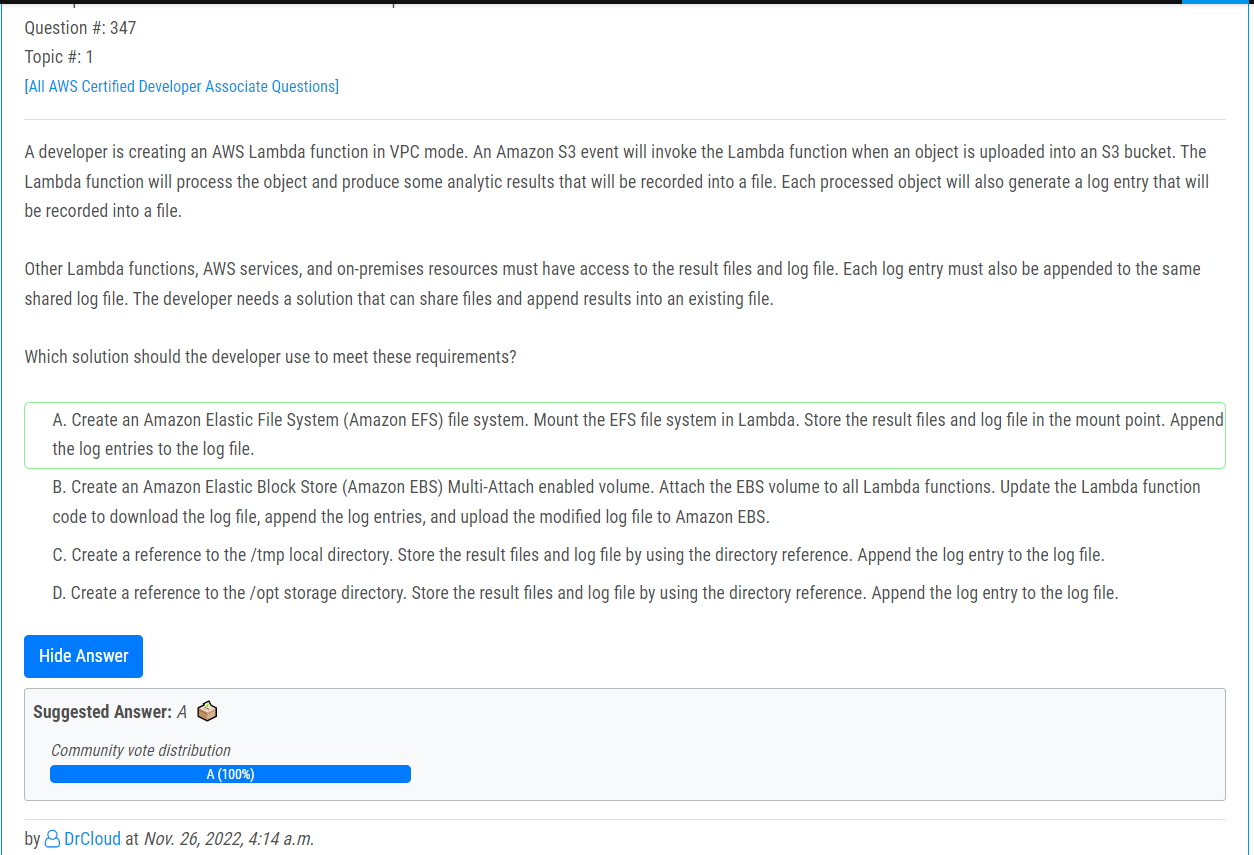 Question #: 347
Topic #: 1
[All AWS Certified Developer Associate Questions]
A developer is creating an AWS Lambda function in VPC mode. An Amazon S3 event will invoke the Lambda function when an object is uploaded into an S3 bucket. The
Lambda function will process the object and produce some analytic results that will be recorded into a file. Each processed object will also generate a log entry that will
be recorded into a file.
Other Lambda functions, AWS services, and on-premises resources must have access to the result files and log file. Each log entry must also be appended to the same
shared log file. The developer needs a solution that can share files and append results into an existing file.
Which solution should the developer use to meet these requirements?
A. Create an Amazon Elastic File System (Amazon EFS) file system. Mount the EFS file system in Lambda. Store the result files and log file in the mount point. Append
the log entries to the log file.
B. Create an Amazon Elastic Block Store (Amazon EBS) Multi-Attach enabled volume. Attach the EBS volume to all Lambda functions. Update the Lambda function
code to download the log file, append the log entries, and upload the modified log file to Amazon EBS.
C. Create a reference to the /tmp local directory. Store the result files and log file by using the directory reference. Append the log entry to the log file.
D. Create a reference to the /opt storage directory. Store the result files and log file by using the directory reference. Append the log entry to the log file.
Hide Answer
Suggested Answer: A
Community vote distribution
A (100%)
by DrCloud at Nov. 26, 2022, 4:14 a.m.